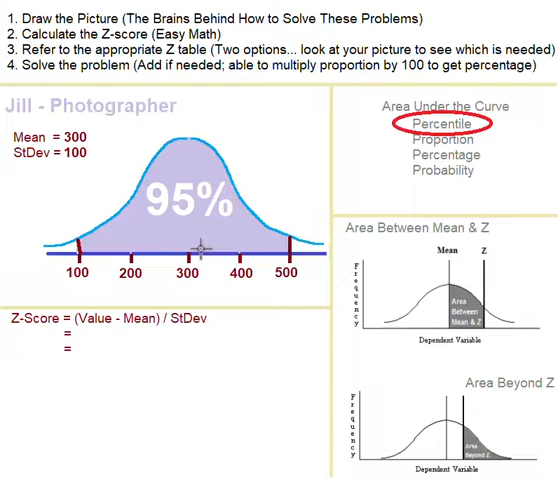 1. Draw the Picture (The Brains Behind How to Solve These Problems)
2. Calculate the Z-score (Easy Math)
3. Refer to the appropriate Z table (Two options... look at your picture to see which is needed)
4. Solve the problem (Add if needed; able to multiply proportion by 100 to get percentage)
Jill - Photographer
Mean = 300
StDev = 100
95%
100 200 300 400 500
Z-Score = (Value - Mean) / StDev
=
=
Area Under the Curve
Percentile
Proportion
Percentage
Probability
Area Between Mean & Z
Mean Z
Frequency
Area
Between
Mean & Z
Dependent Variable
Area Beyond Z
Frequency
Area
Beyond Z
Dependent Variable